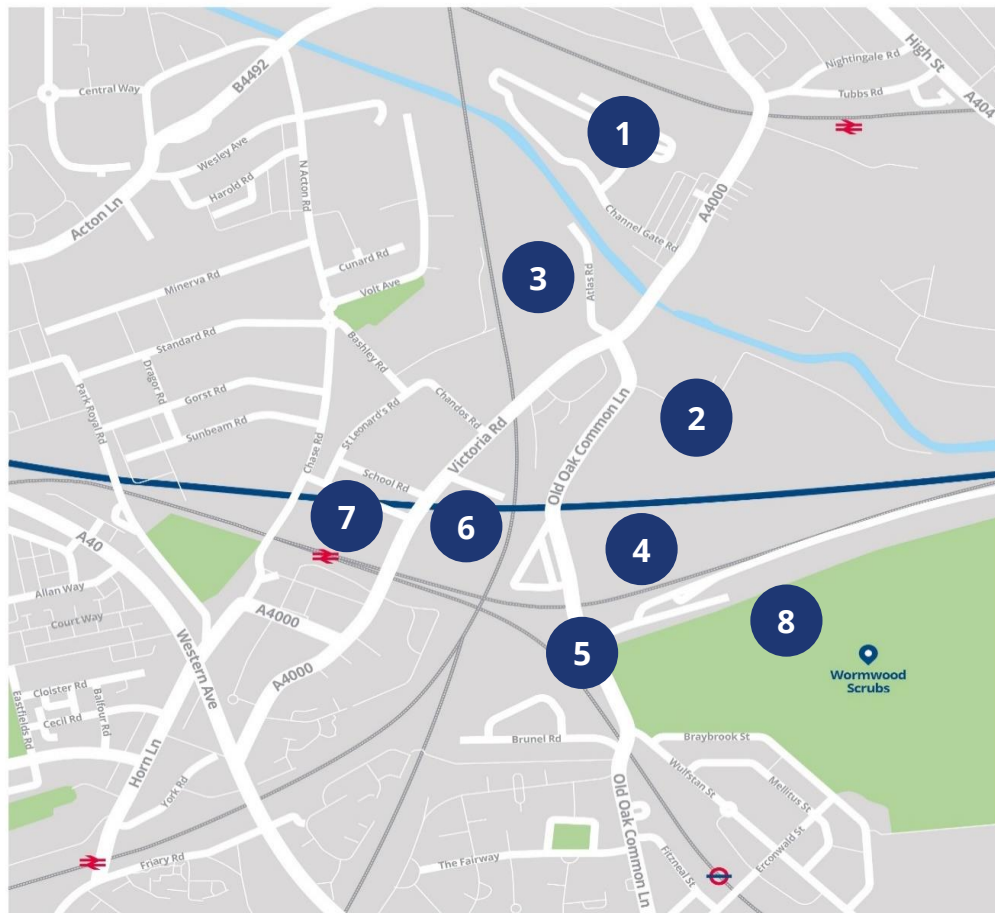 High St
Nightingale Rd
Tubbs Rd
A404
Central Way
B4492
1
Wesley Ave
N Acton Rd
Harold Rd
Acton Ln
A4000
Channel Gate Rd
Cunard Rd
3
Atlas Rd
Minerva Rd
Volt Ave
Standard Rd
Bashley Rd
Dragor Rd
Gorst Rd
Park Royal Rd
St Leonard's Rd
Chandos Rd
Old Oak Common Ln
2
Sunbeam Rd
Victoria Rd
Chase Rd
School Rd
7
6
4
A40
Allan Way
Court Way
A4000
8
5
Wormwood
Scrubs
Western Ave
A4000
Cloister Rd
Balfour Rd
Eastfields Rd
Cecil Rd
Brunel Rd
Braybrook St
Horn Ln
York Rd
Wulfstan St
Mellitus St
Old Oak Common Ln
Erconwald St
Friary Rd
The Fairway
Fitzneal St